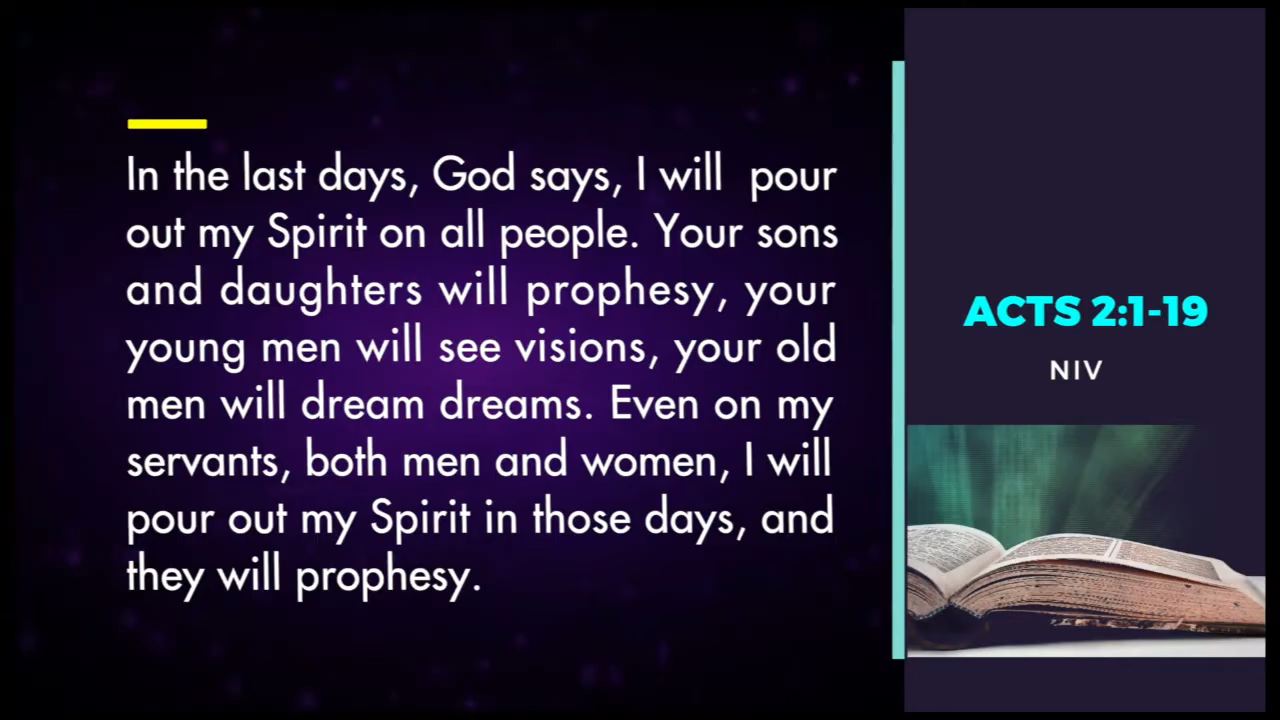 In the last days, God says, I will pour
out my Spirit on all people. Your sons
and daughters will prophesy, your
young men will see visions, your old
men will dream dreams. Even on my
servants, both men and women, I will
pour out my Spirit in those days, and
they will prophesy.
ACTS 2:1-19
NIV